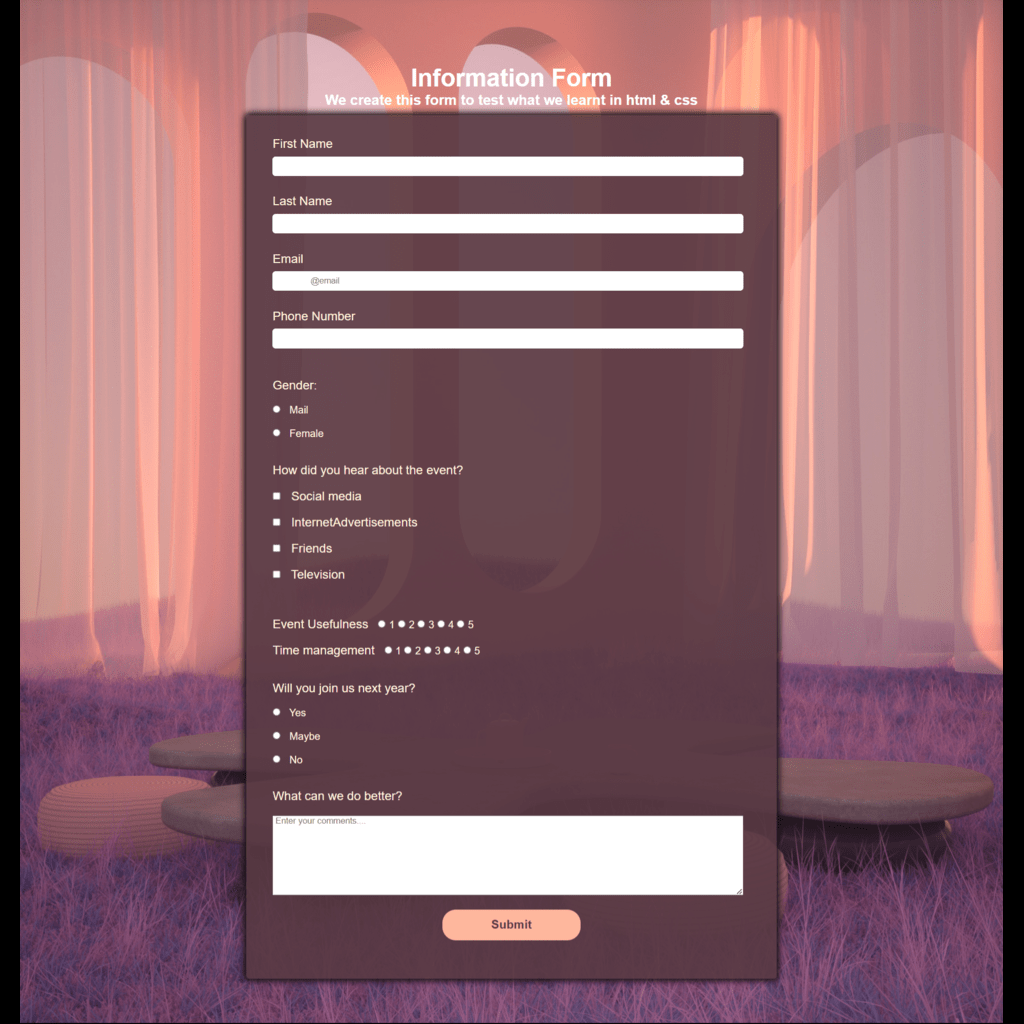 Information Form
We create this form to test what we learnt in html & css
First Name
Last Name
Email
@email
Phone Number
Gender:
Mail
Female
How did you hear about the event?
Social media
InternetAdvertisements
Friends
Television
Event Usefulness 1 2 3 4 5
Time management 1 2 3 4 5
Will you join us next year?
Yes
Maybe
No
What can we do better?
Enter your comments...
Submit